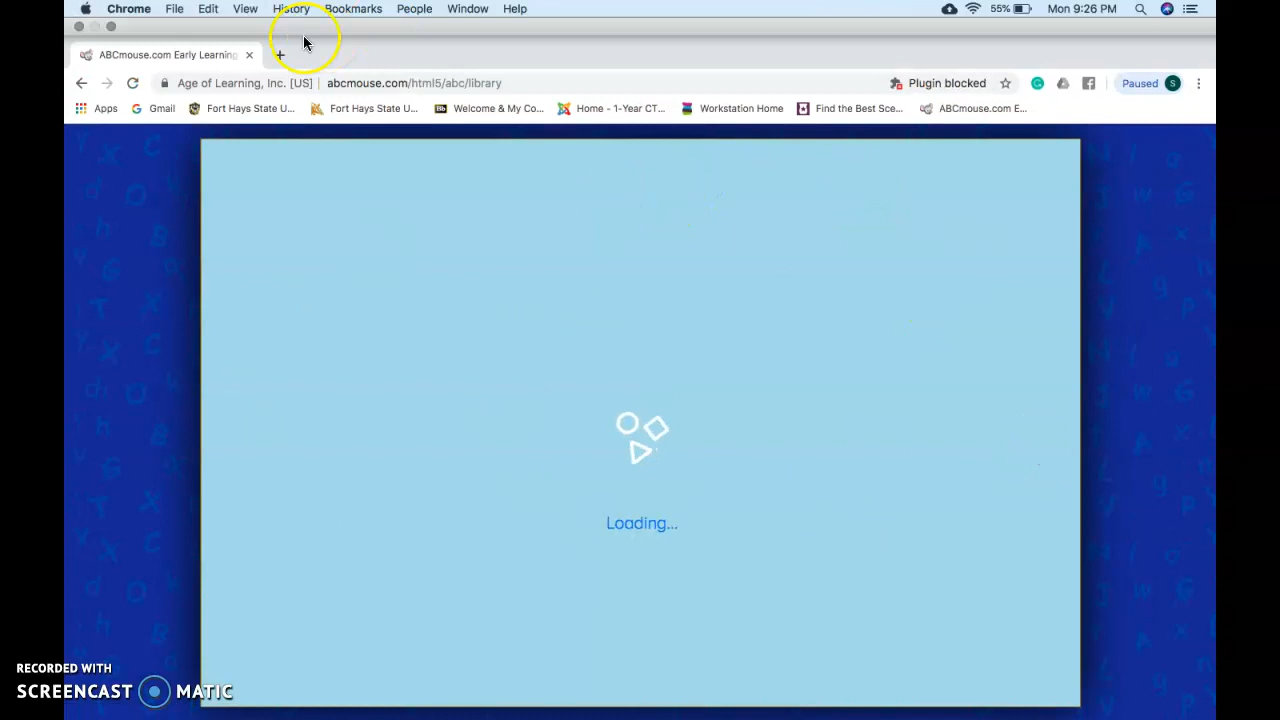 Chrome File Edit View History Bookmarks People Window Help 55% Mon 9:26 PM
ABCmouse.com Early Learning
Age of Learning, Inc. [US] | abcmouse.com/html5/abc/library Plugin blocked Paused S
Apps Gmail Fort Hays State U... Fort Hays State U... Bb Welcome & My Co... Home - 1-Year CT... Workstation Home Find the Best Sce... ABCmouse.com E...
Loading...
RECORDED WITH
SCREENCAST MATIC